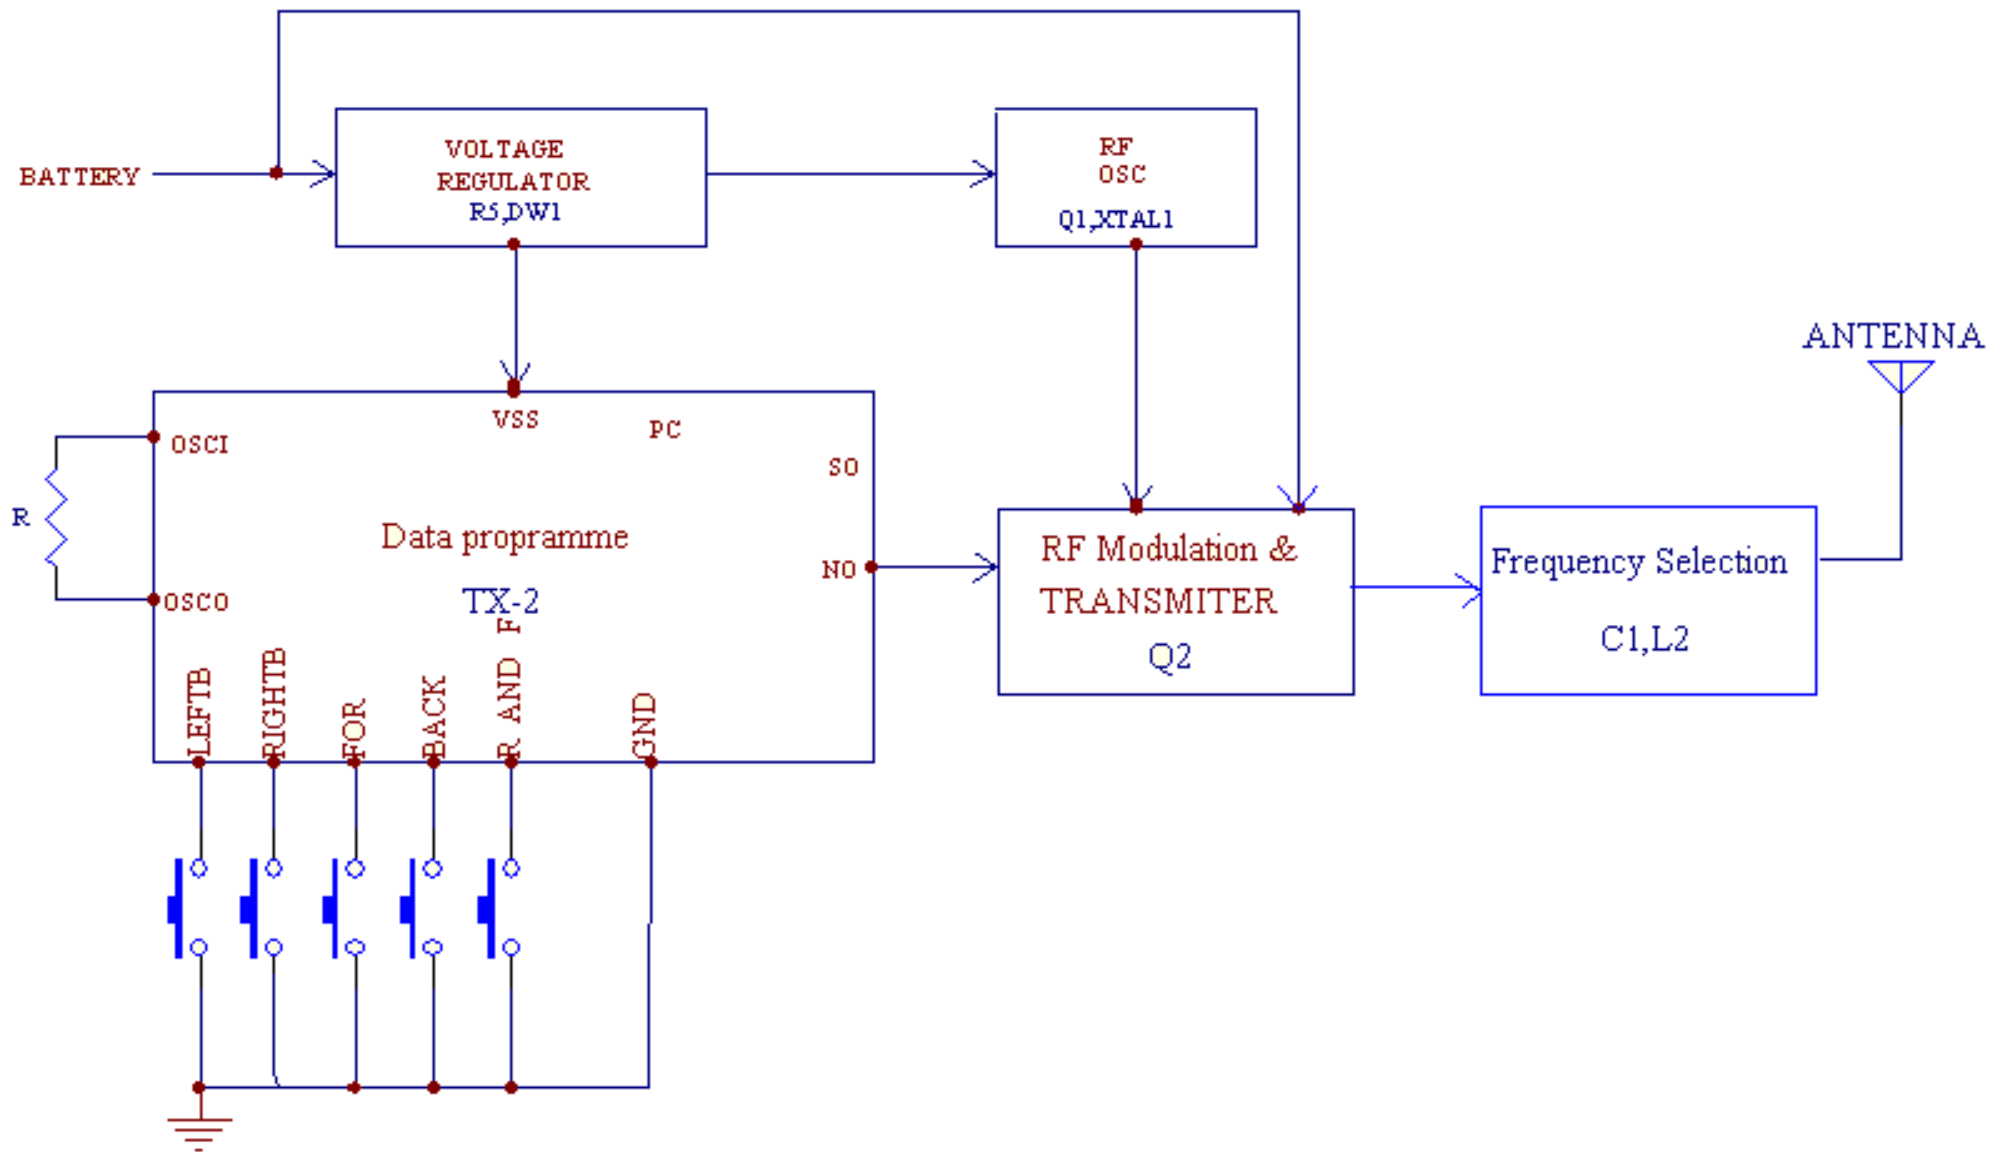 BATTERY
VOLTAGE
REGULATOR
R5,DW1
RF
OSC
Q1,XTAL1
ANTENNA
VSS
PC
OSCI
SO
R
Data propramme
TX-2
NO
OSCO
LEFTB
RIGHTB
FOR
BACK
R AND F
GND
RF Modulation &
TRANSMITER
Q2
Frequency Selection
C1,L2